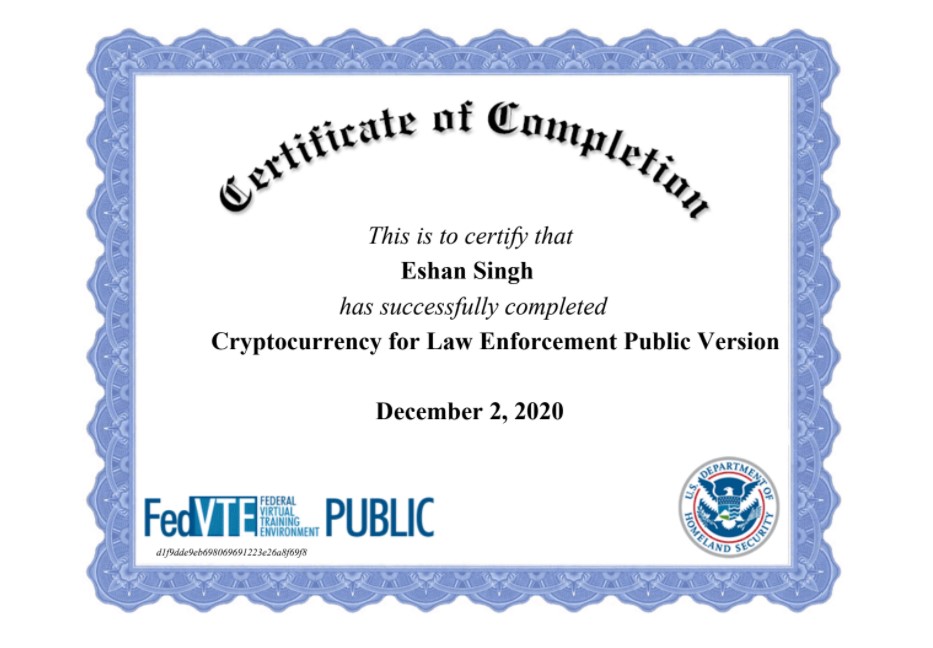 Certificate of Completion
This is to certify that
Eshan Singh
has successfully completed
Cryptocurrency for Law Enforcement Public Version
December 2, 2020
FedVTE FEDERAL
VIRTUAL
TRAINING
ENVIRONMENT PUBLIC
d1f9dde9eb698069691223e26a8f69f8
U.S. DEPARTMENT OF
HOMELAND SECURITY